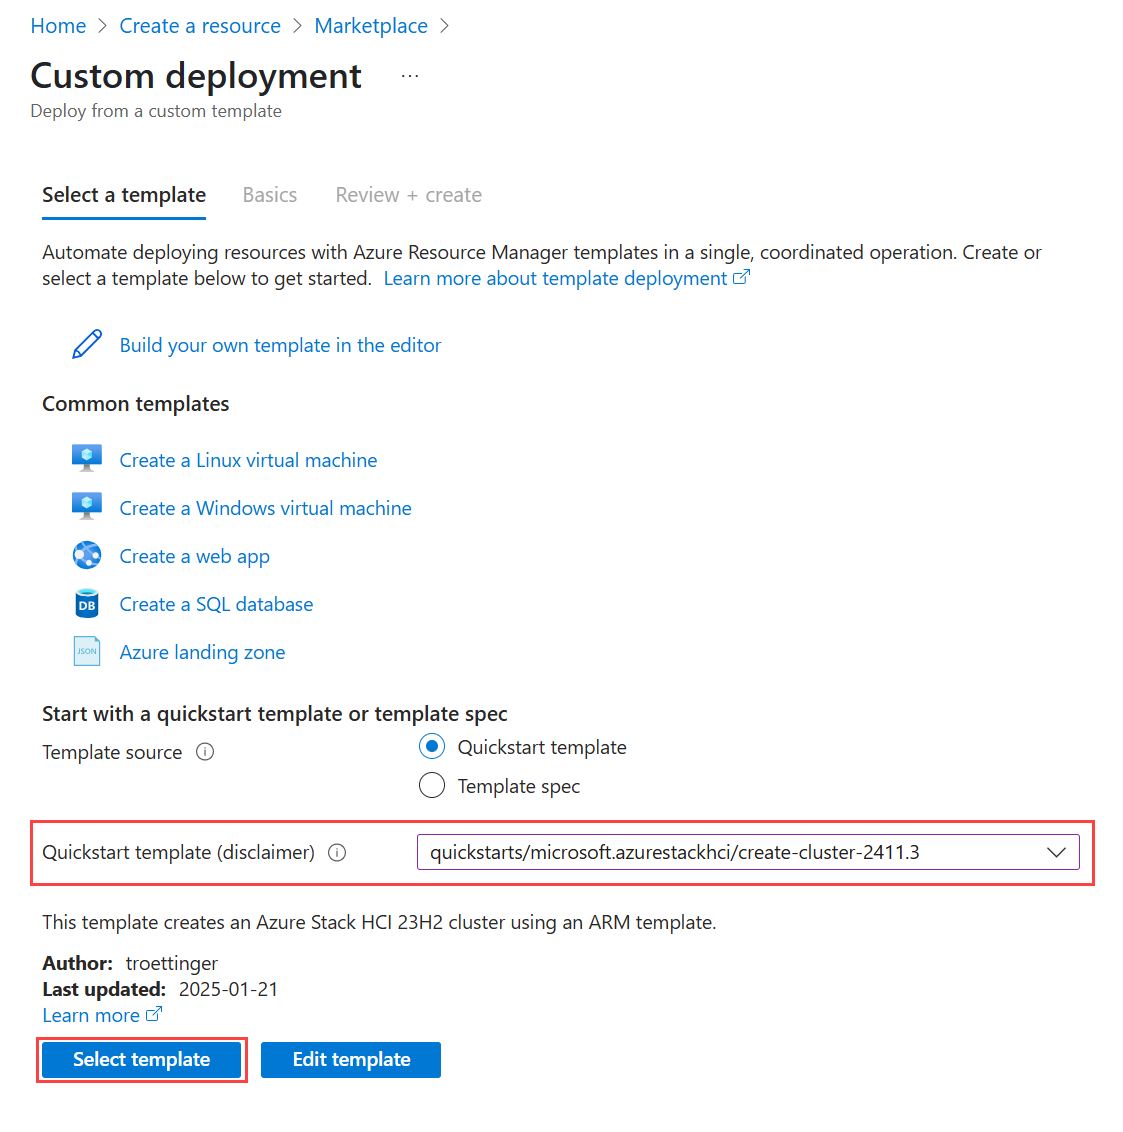 Home > Create a resource > Marketplace >
Custom deployment ...
Deploy from a custom template
Select a template Basics Review + create
Automate deploying resources with Azure Resource Manager templates in a single, coordinated operation. Create or
select a template below to get started. Learn more about template deployment
Build your own template in the editor
Common templates
Create a Linux virtual machine
Create a Windows virtual machine
Create a web app
DB Create a SQL database
JSON Azure landing zone
Start with a quickstart template or template spec
Template source Quickstart template
Template spec
Quickstart template (disclaimer) quickstarts/microsoft.azurestackhci/create-cluster-2411.3
This template creates an Azure Stack HCI 23H2 cluster using an ARM template.
Author: troettinger
Last updated: 2025-01-21
Learn more
Select template Edit template